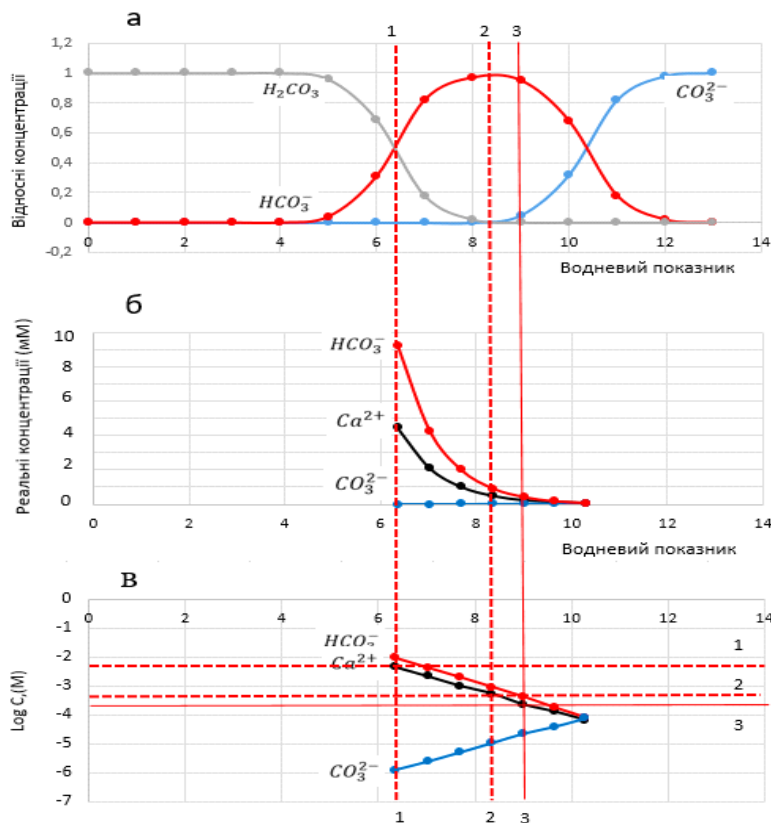 а
1 2 3
Відносні концентрації
1,2
1
0,8
0,6
0,4
0,2
0
-0,2
H₂CO₃
CO₃²⁻
HCO₃⁻
0 2 4 6 8 10 12 14
Водневий показник
б
Реальні концентрації (мМ)
10
8
6
4
2
0
HCO₃⁻
Ca²⁺
CO₃²⁻
0 2 4 6 8 10 12 14
Водневий показник
в
Log Cᵢ(M)
0
-1
-2
-3
-4
-5
-6
-7
0 2 4 6 8 10 12 14
HCO₃⁻
Ca²⁺
CO₃²⁻
1
2
3
1 2 3